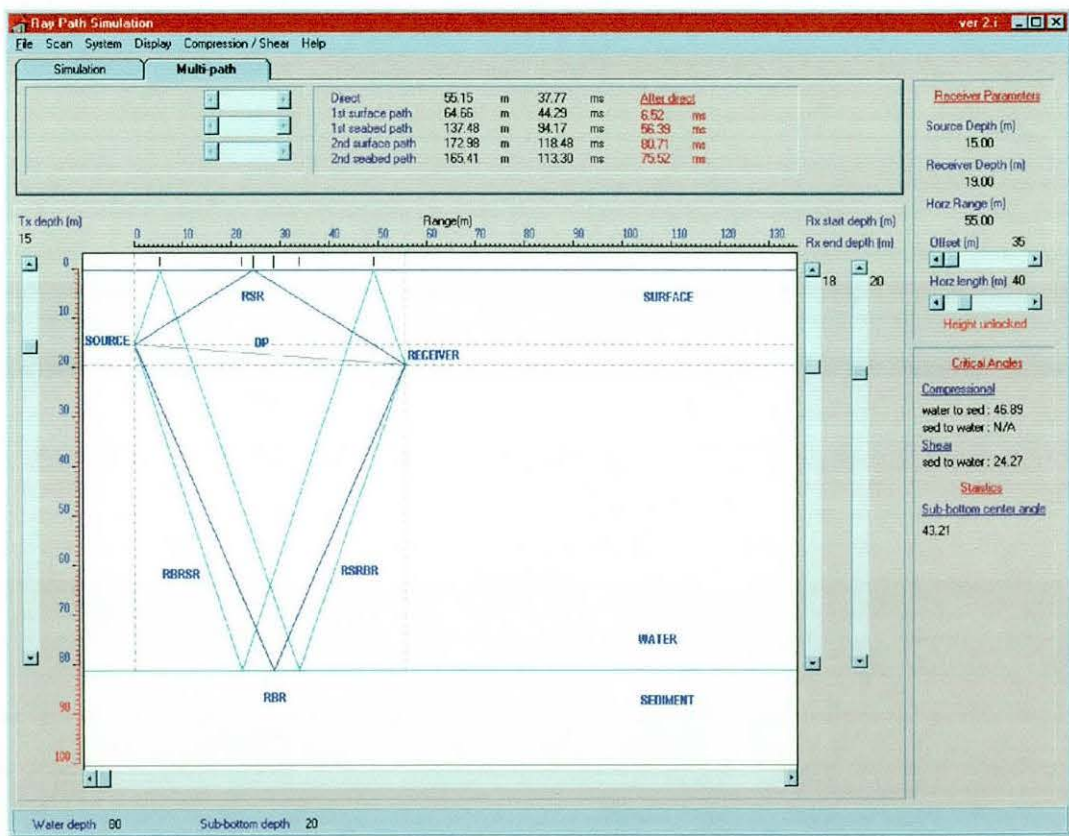 Ray Path Simulation ver 2.i
File Scan System Display Compression / Shear Help
Simulation Multi-path
Direct 55.15 m 37.77 ms After direct
1st surface path 64.66 m 44.29 ms 6.52 ms
1st seabed path 137.48 m 94.17 ms 56.39 ms
2nd surface path 172.98 m 118.48 ms 80.71 ms
2nd seabed path 165.41 m 113.30 ms 75.52 ms
Receiver Parameters
Source Depth (m)
15.00
Receiver Depth (m)
19.00
Horz Range (m)
55.00
Offset (m) 35
Horz length (m) 40
Height unlocked
Critical Angles
Compressional
water to sed : 46.89
sed to water : N/A
Shear
sed to water : 24.27
Stastics
Sub-bottom center angle
43.21
Tx depth (m)
15
Range(m)
0 10 20 30 40 50 60 70 80 90 100 110 120 130
Rx start depth (m)
Rx end depth (m)
18 20
0
10
20
30
40
50
60
70
80
90
100
RSR
SURFACE
SOURCE
DP
RECEIVER
RBRSR
RSRBR
WATER
RBR
SEDIMENT
Water depth 80 Sub-bottom depth 20